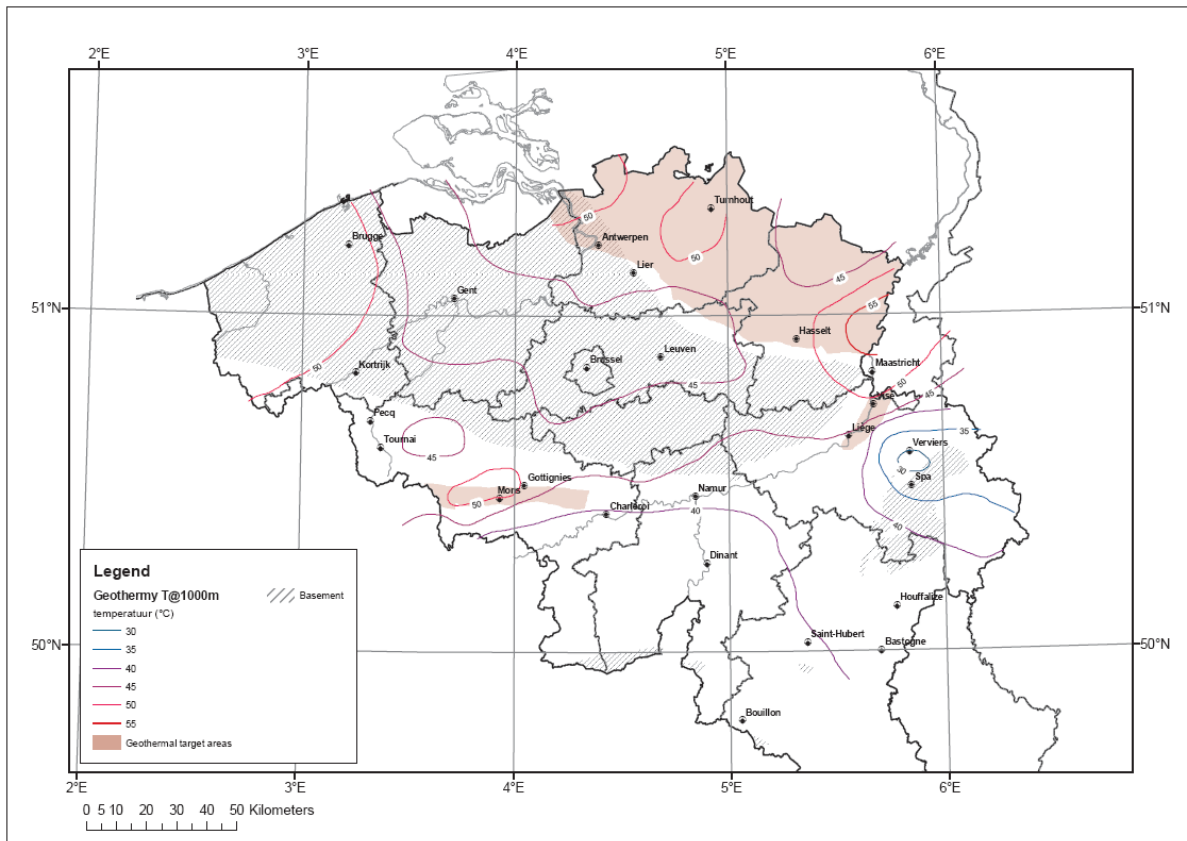 2°E 3°E 4°E 5°E 6°E
Turnhout
50
Brugge
Antwerpen
50
Lier
45
Gent
55
51°N 51°N
Hasselt
Leuven
Brussel
Maastricht
50 Kortrijk
45
50
45
Visé
Pecq
Liège
35
Tournai
Verviers
45
30
Gottignies
Spa
Mons
Namur
50
Charleroi
40
40
Dinant
Legend
Geothermy T@1000m Basement
temperatuur (°C)
30
35
40
45
50
55
Geothermal target areas
Houffalize
Saint-Hubert
Bastogne
50°N 50°N
Bouillon
2°E 3°E 4°E 5°E 6°E
0 5 10 20 30 40 50 Kilometers